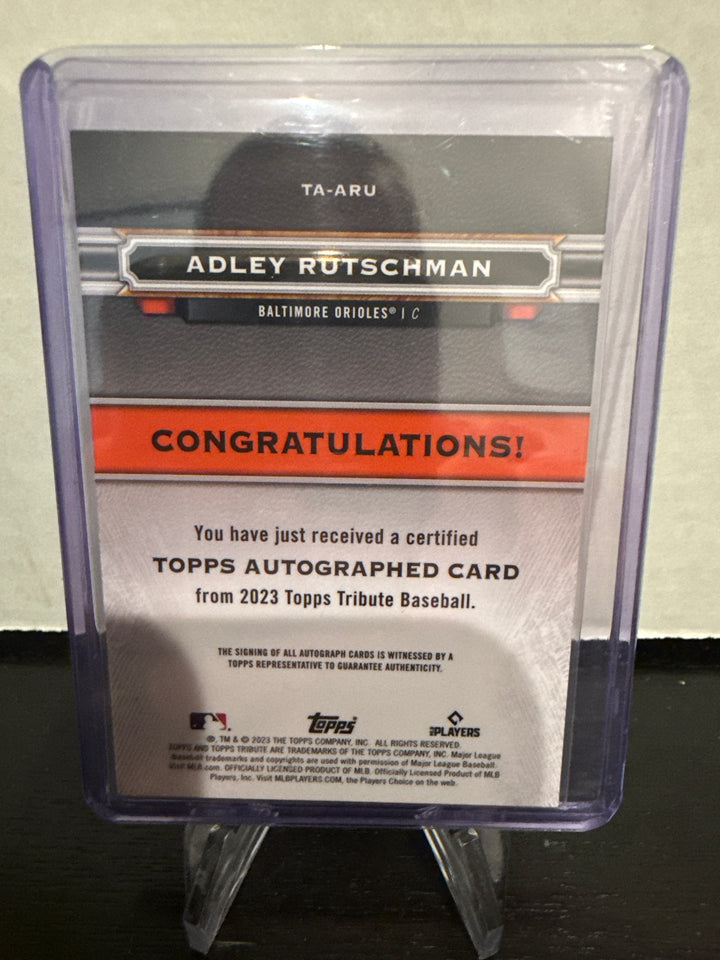 TA-ARU
ADLEY RUTSCHMAN
BALTIMORE ORIOLES® | C
CONGRATULATIONS!
You have just received a certified
TOPPS AUTOGRAPHED CARD
from 2023 Topps Tribute Baseball.
THE SIGNING OF ALL AUTOGRAPH CARDS IS WITNESSED BY A
TOPPS REPRESENTATIVE TO GUARANTEE AUTHENTICITY.
Topps
PLAYERS
®, TM & © 2023 THE TOPPS COMPANY, INC. ALL RIGHTS RESERVED.
TOPPS AND TOPPS TRIBUTE ARE TRADEMARKS OF THE TOPPS COMPANY, INC. Major League
Baseball trademarks and copyrights are used with permission of Major League Baseball.
Visit MLB.com. OFFICIALLY LICENSED PRODUCT OF MLB. Officially Licensed Product of MLB
Players, Inc. Visit MLBPLAYERS.COM, the Players Choice on the web.